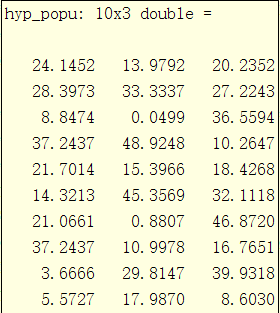 hyp_popu: 10x3 double =
24.1452 13.9792 20.2352
28.3973 33.3337 27.2243
8.8474 0.0499 36.5594
37.2437 48.9248 10.2647
21.7014 15.3966 18.4268
14.3213 45.3569 32.1118
21.0661 0.8807 46.8720
37.2437 10.9978 16.7651
3.6666 29.8147 39.9318
5.5727 17.9870 8.6030